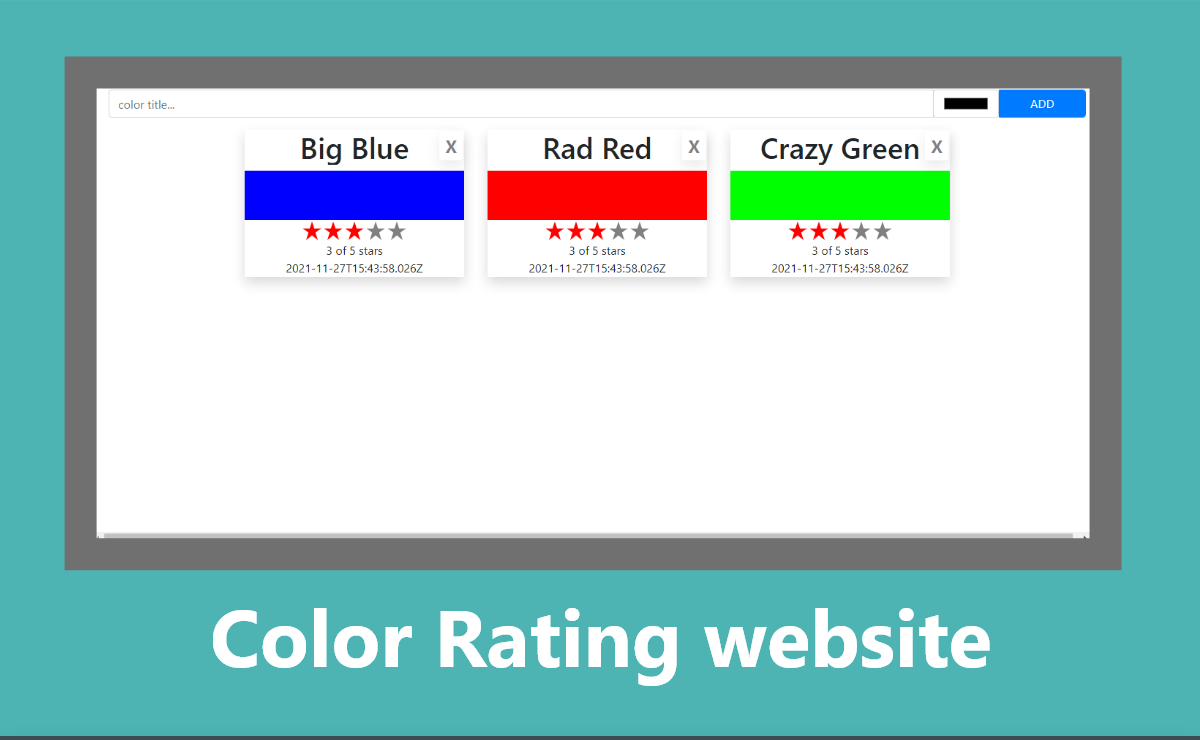 color title...
ADD
Big Blue X
Rad Red X
Crazy Green X
3 of 5 stars
3 of 5 stars
3 of 5 stars
2021-11-27T15:43:58.026Z
2021-11-27T15:43:58.026Z
2021-11-27T15:43:58.026Z
Color Rating website